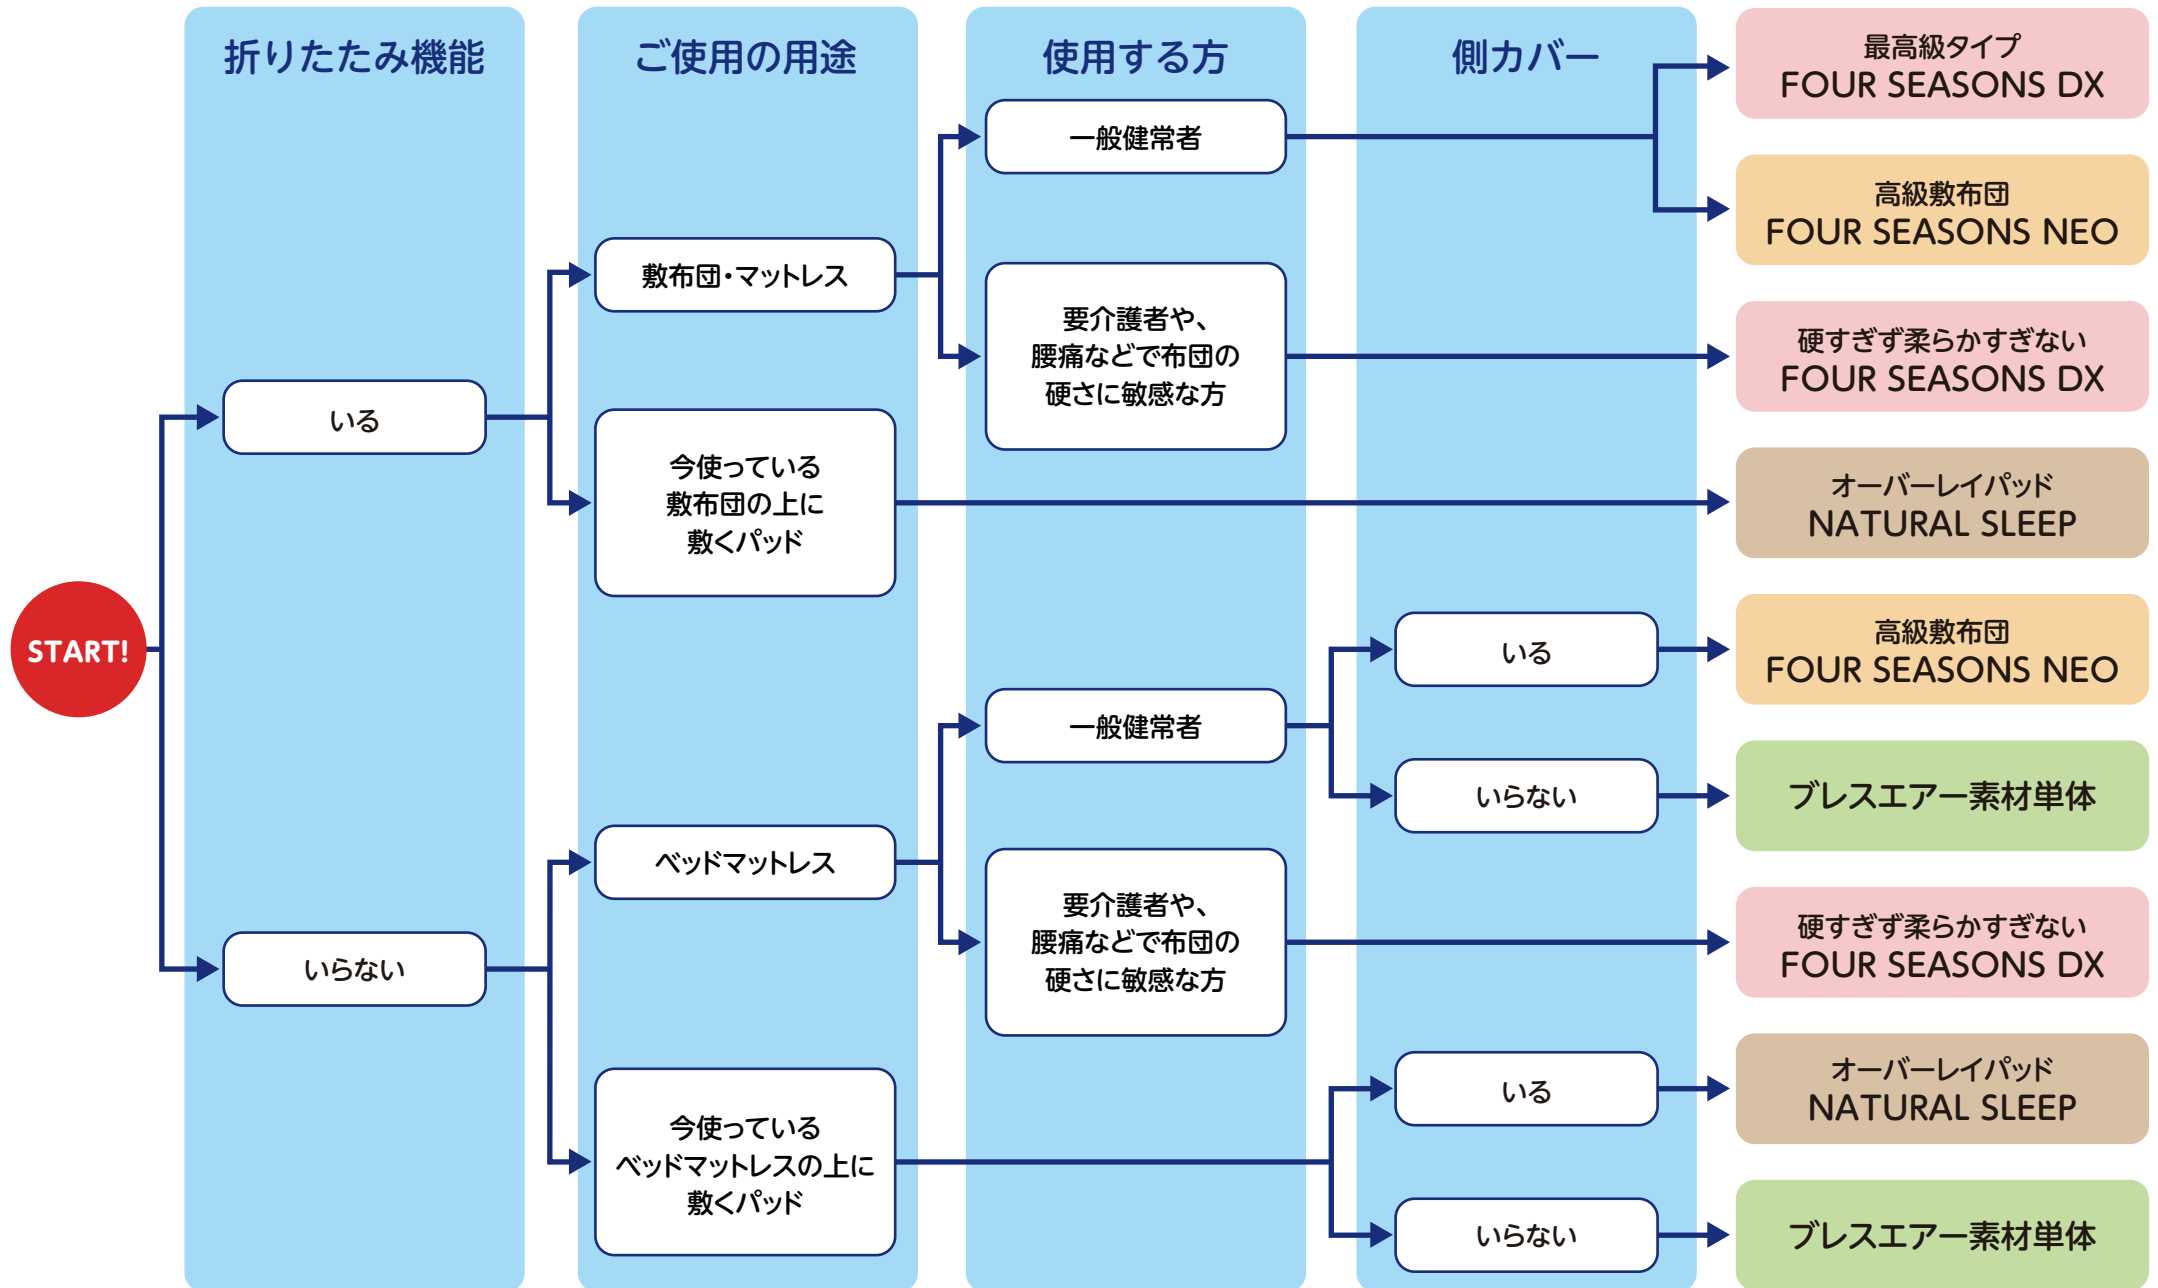 折りたたみ機能
ご使用の用途
使用する方
側カバー
START!
いる
いらない
敷布団・マットレス
今使っている
敷布団の上に
敷くパッド
ベッドマットレス
今使っている
ベッドマットレスの上に
敷くパッド
一般健常者
要介護者や、
腰痛などで布団の
硬さに敏感な方
一般健常者
要介護者や、
腰痛などで布団の
硬さに敏感な方
いる
いらない
いる
いらない
最高級タイプ
FOUR SEASONS DX
高級敷布団
FOUR SEASONS NEO
硬すぎず柔らかすぎない
FOUR SEASONS DX
オーバーレイパッド
NATURAL SLEEP
高級敷布団
FOUR SEASONS NEO
ブレスエアー素材単体
硬すぎず柔らかすぎない
FOUR SEASONS DX
オーバーレイパッド
NATURAL SLEEP
ブレスエアー素材単体